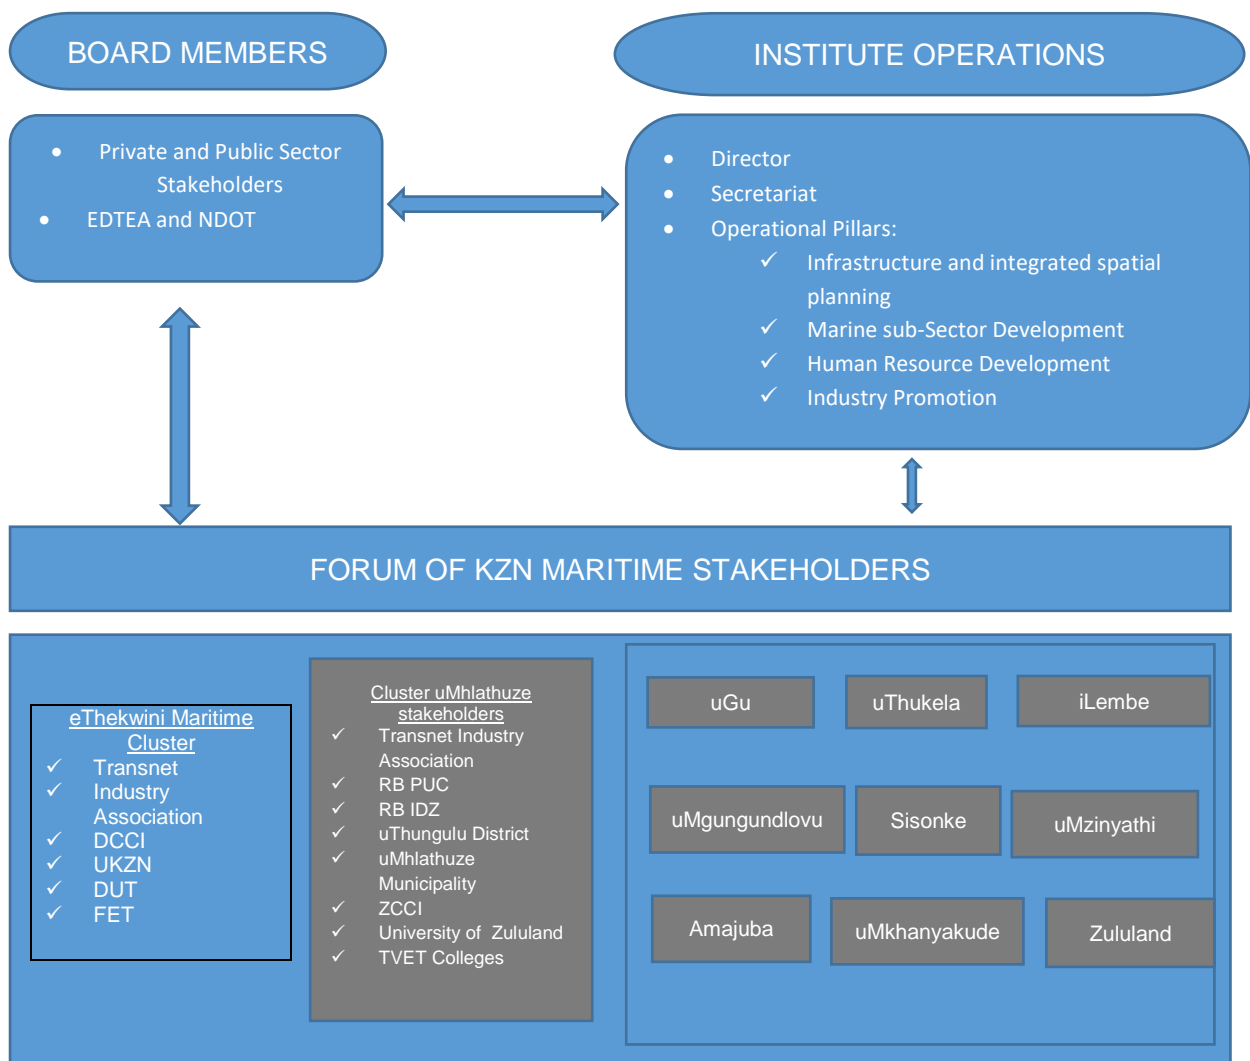 BOARD MEMBERS
INSTITUTE OPERATIONS
• Private and Public Sector
Stakeholders
• EDTEA and NDOT
• Director
• Secretariat
• Operational Pillars:
✓ Infrastructure and integrated spatial
planning
✓ Marine sub-Sector Development
✓ Human Resource Development
✓ Industry Promotion
FORUM OF KZN MARITIME STAKEHOLDERS
eThekwini Maritime
Cluster
✓ Transnet
✓ Industry
Association
✓ DCCI
✓ UKZN
✓ DUT
✓ FET
Cluster uMhlathuze
stakeholders
✓ Transnet Industry
Association
✓ RB PUC
✓ RB IDZ
✓ uThungulu District
✓ uMhlathuze
Municipality
✓ ZCCI
✓ University of Zululand
✓ TVET Colleges
uGu
uThukela
iLembe
uMgungundlovu
Sisonke
uMzinyathi
Amajuba
uMkhanyakude
Zululand